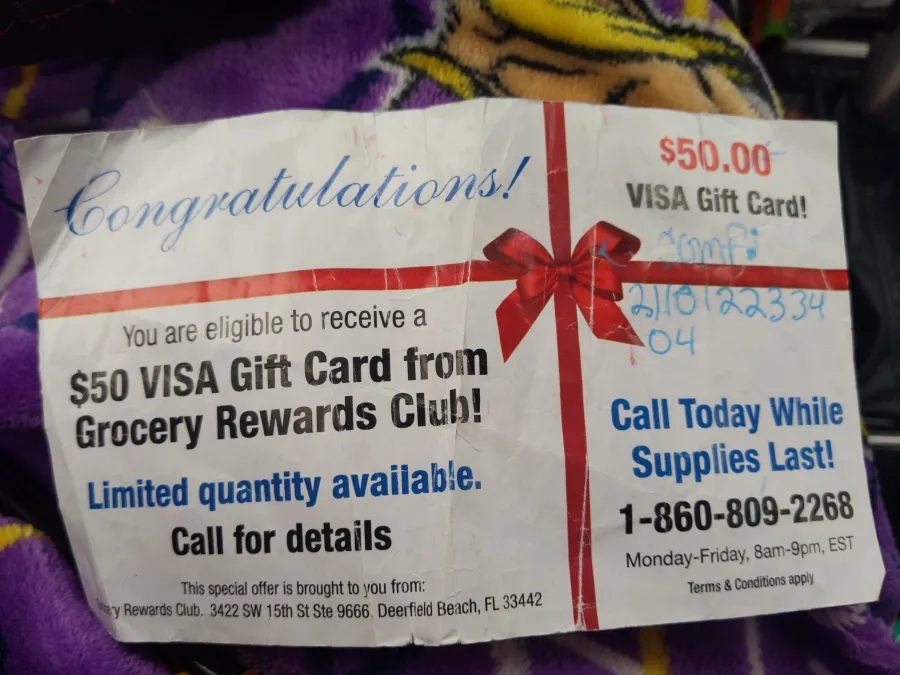 Congratulations!
You are eligible to receive a
$50 VISA Gift Card from
Grocery Rewards Club!
Limited quantity available.
Call for details
This special offer is brought to you from:
Rewards Club. 3422 SW 15th St Ste 9666, Deerfield Beach, FL 33442
$50.00
VISA Gift Card!
04
Call Today While
Supplies Last!
1-860-809-2268
Monday-Friday, 8am-9pm, EST
Terms & Conditions apply